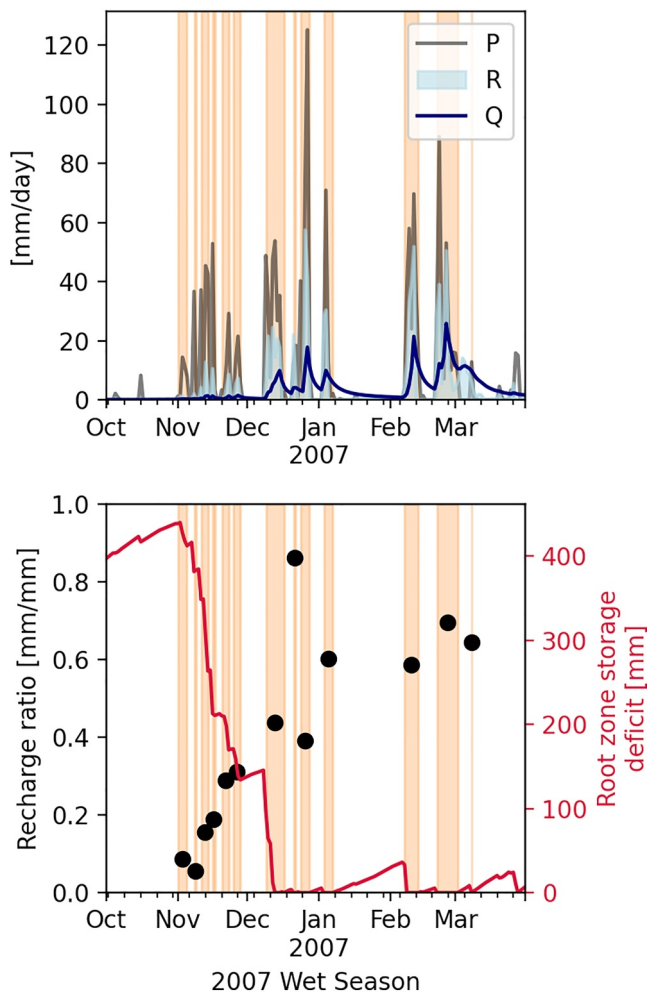 120
100
80
60
40
20
0
[mm/day]
P
R
Q
Oct Nov Dec Jan Feb Mar
2007
1.0
0.8
0.6
0.4
0.2
0.0
Recharge ratio [mm/mm]
400
300
200
100
0
Root zone storage
deficit [mm]
Oct Nov Dec Jan Feb Mar
2007
2007 Wet Season